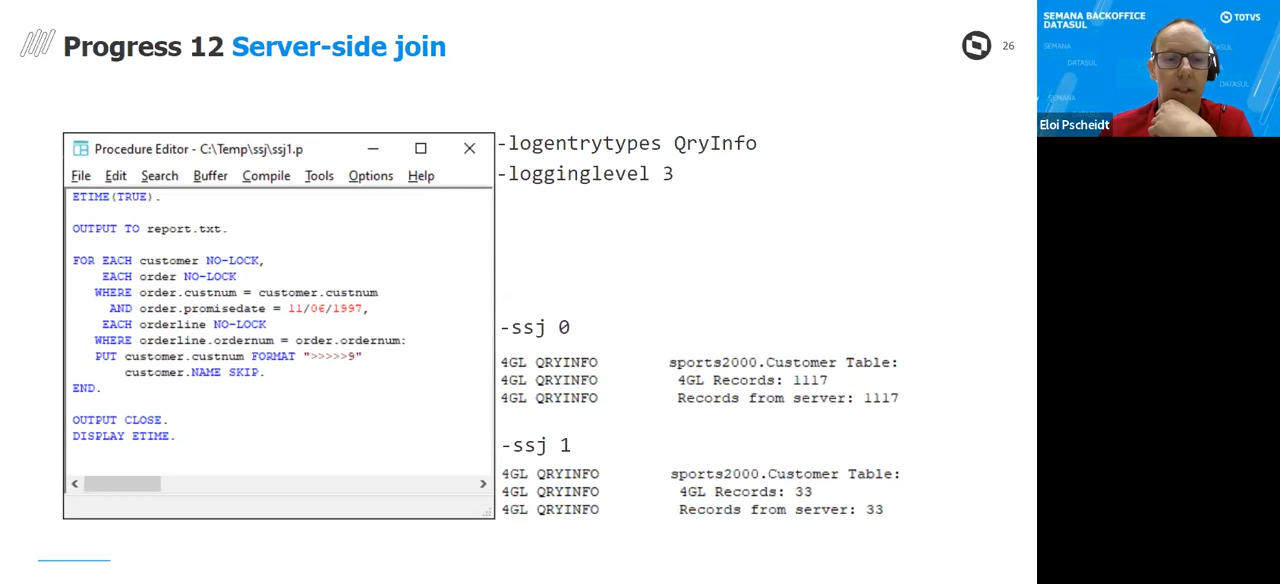 Progress 12 Server-side join
26
Procedure Editor - C:\Temp\ssj\ssj1.p
File Edit Search Buffer Compile Tools Options Help
ETIME(TRUE).
OUTPUT TO report.txt.
FOR EACH customer NO-LOCK,
EACH order NO-LOCK
WHERE order.custnum = customer.custnum
AND order.promisedate = 11/06/1997,
EACH orderline NO-LOCK
WHERE orderline.ordernum = order.ordernum:
PUT customer.custnum FORMAT ">>>>>9"
customer.NAME SKIP.
END.
OUTPUT CLOSE.
DISPLAY ETIME.
-logentrytypes QryInfo
-logginglevel 3
-ssj 0
4GL QRYINFO sports2000.Customer Table:
4GL QRYINFO 4GL Records: 1117
4GL QRYINFO Records from server: 1117
-ssj 1
4GL QRYINFO sports2000.Customer Table:
4GL QRYINFO 4GL Records: 33
4GL QRYINFO Records from server: 33
SEMANA BACKOFFICE
DATASUL
TOTVS
SEMANA
DATASUL
DATASUL
SEMANA
Eloi Pscheidt